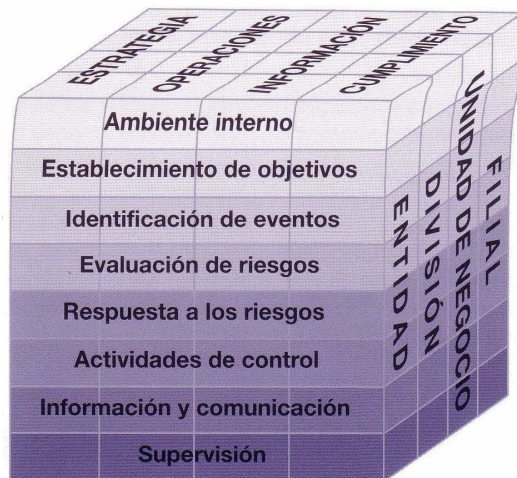 ESTRATEGIA
OPERACIONES
INFORMACIÓN
CUMPLIMIENTO
Ambiente interno
Establecimiento de objetivos
Identificación de eventos
Evaluación de riesgos
Respuesta a los riesgos
Actividades de control
Información y comunicación
Supervisión
ENTIDAD
DIVISIÓN
UNIDAD DE NEGOCIO
FILIAL